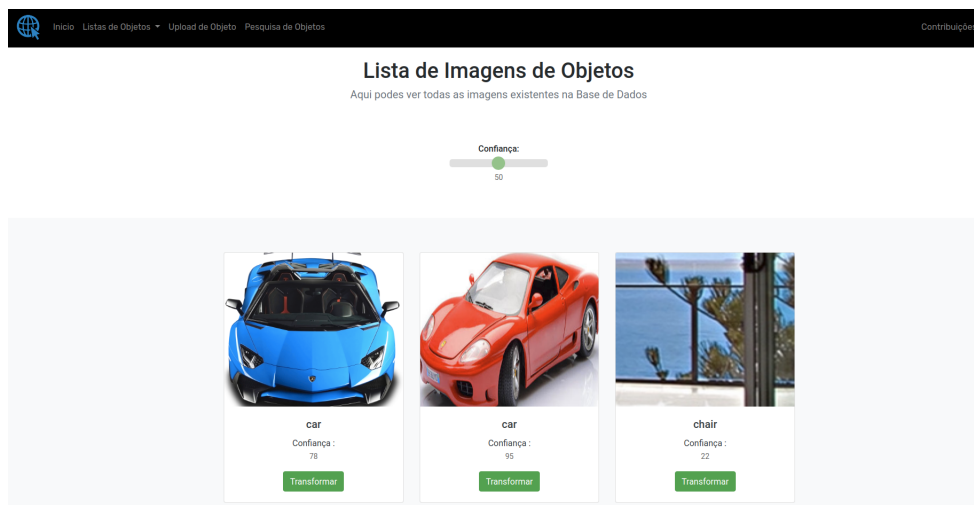 Início Listas de Objetos Upload de Objeto Pesquisa de Objetos Contribuições
Lista de Imagens de Objetos
Aqui podes ver todas as imagens existentes na Base de Dados
Confiança:
50
car
Confiança :
78
Transformar
car
Confiança :
95
Transformar
chair
Confiança :
22
Transformar